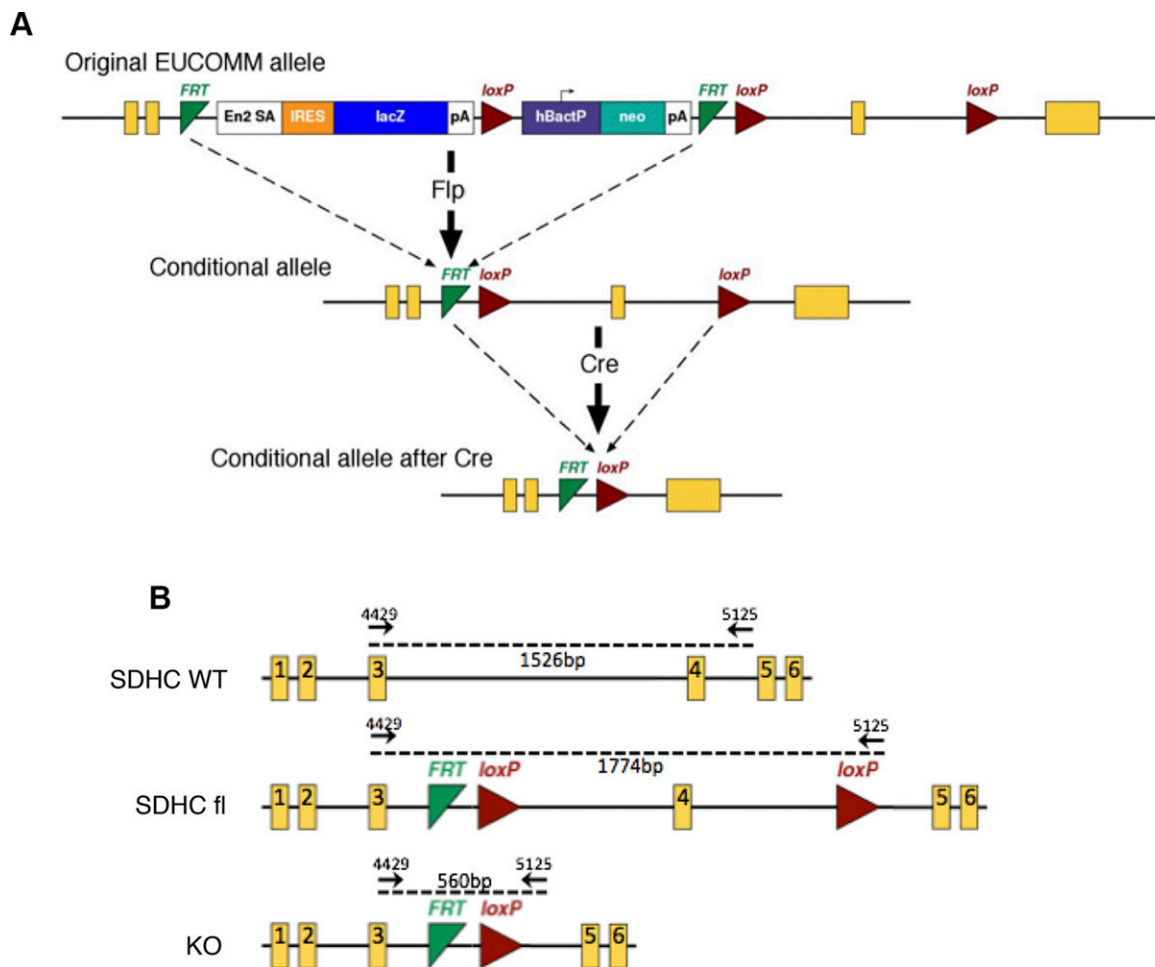 A
Original EUCOMM allele
FRT loxP FRT loxP loxP
En2 SA IRES lacZ pA hBactP neo pA
Flp
Conditional allele
FRT loxP loxP
Cre
Conditional allele after Cre
FRT loxP
B
4429 5125
1526bp
SDHC WT 1 2 3 4 5 6
4429 5125
1774bp
FRT loxP loxP
SDHC fl 1 2 3 4 5 6
4429 560bp 5125
FRT loxP
KO 1 2 3 5 6